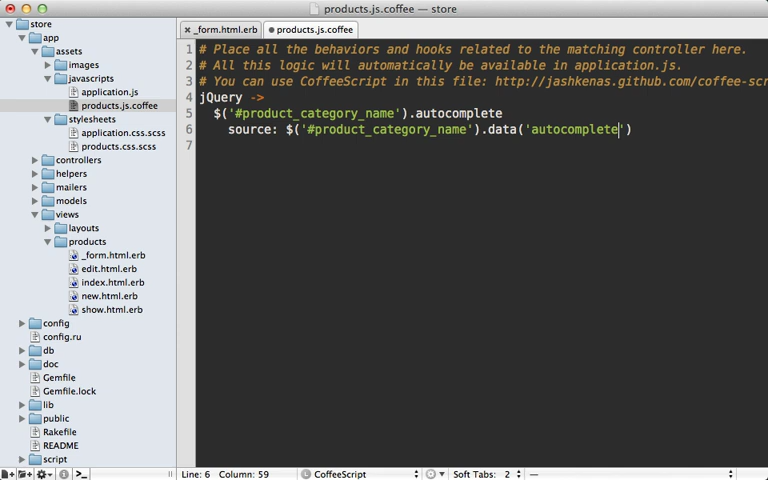 products.js.coffee — store
store
app
assets
images
javascripts
application.js
products.js.coffee
stylesheets
application.css.scss
products.css.scss
controllers
helpers
mailers
models
views
layouts
products
_form.html.erb
edit.html.erb
index.html.erb
new.html.erb
show.html.erb
config
config.ru
db
doc
Gemfile
Gemfile.lock
lib
public
Rakefile
README
script
_form.html.erb
products.js.coffee
1 # Place all the behaviors and hooks related to the matching controller here.
2 # All this logic will automatically be available in application.js.
3 # You can use CoffeeScript in this file: http://jashkenas.github.com/coffee-scr
4 jQuery ->
5 $('#product_category_name').autocomplete
6 source: $('#product_category_name').data('autocomplete')
7
Line: 6 Column: 59 L CoffeeScript Soft Tabs: 2 —